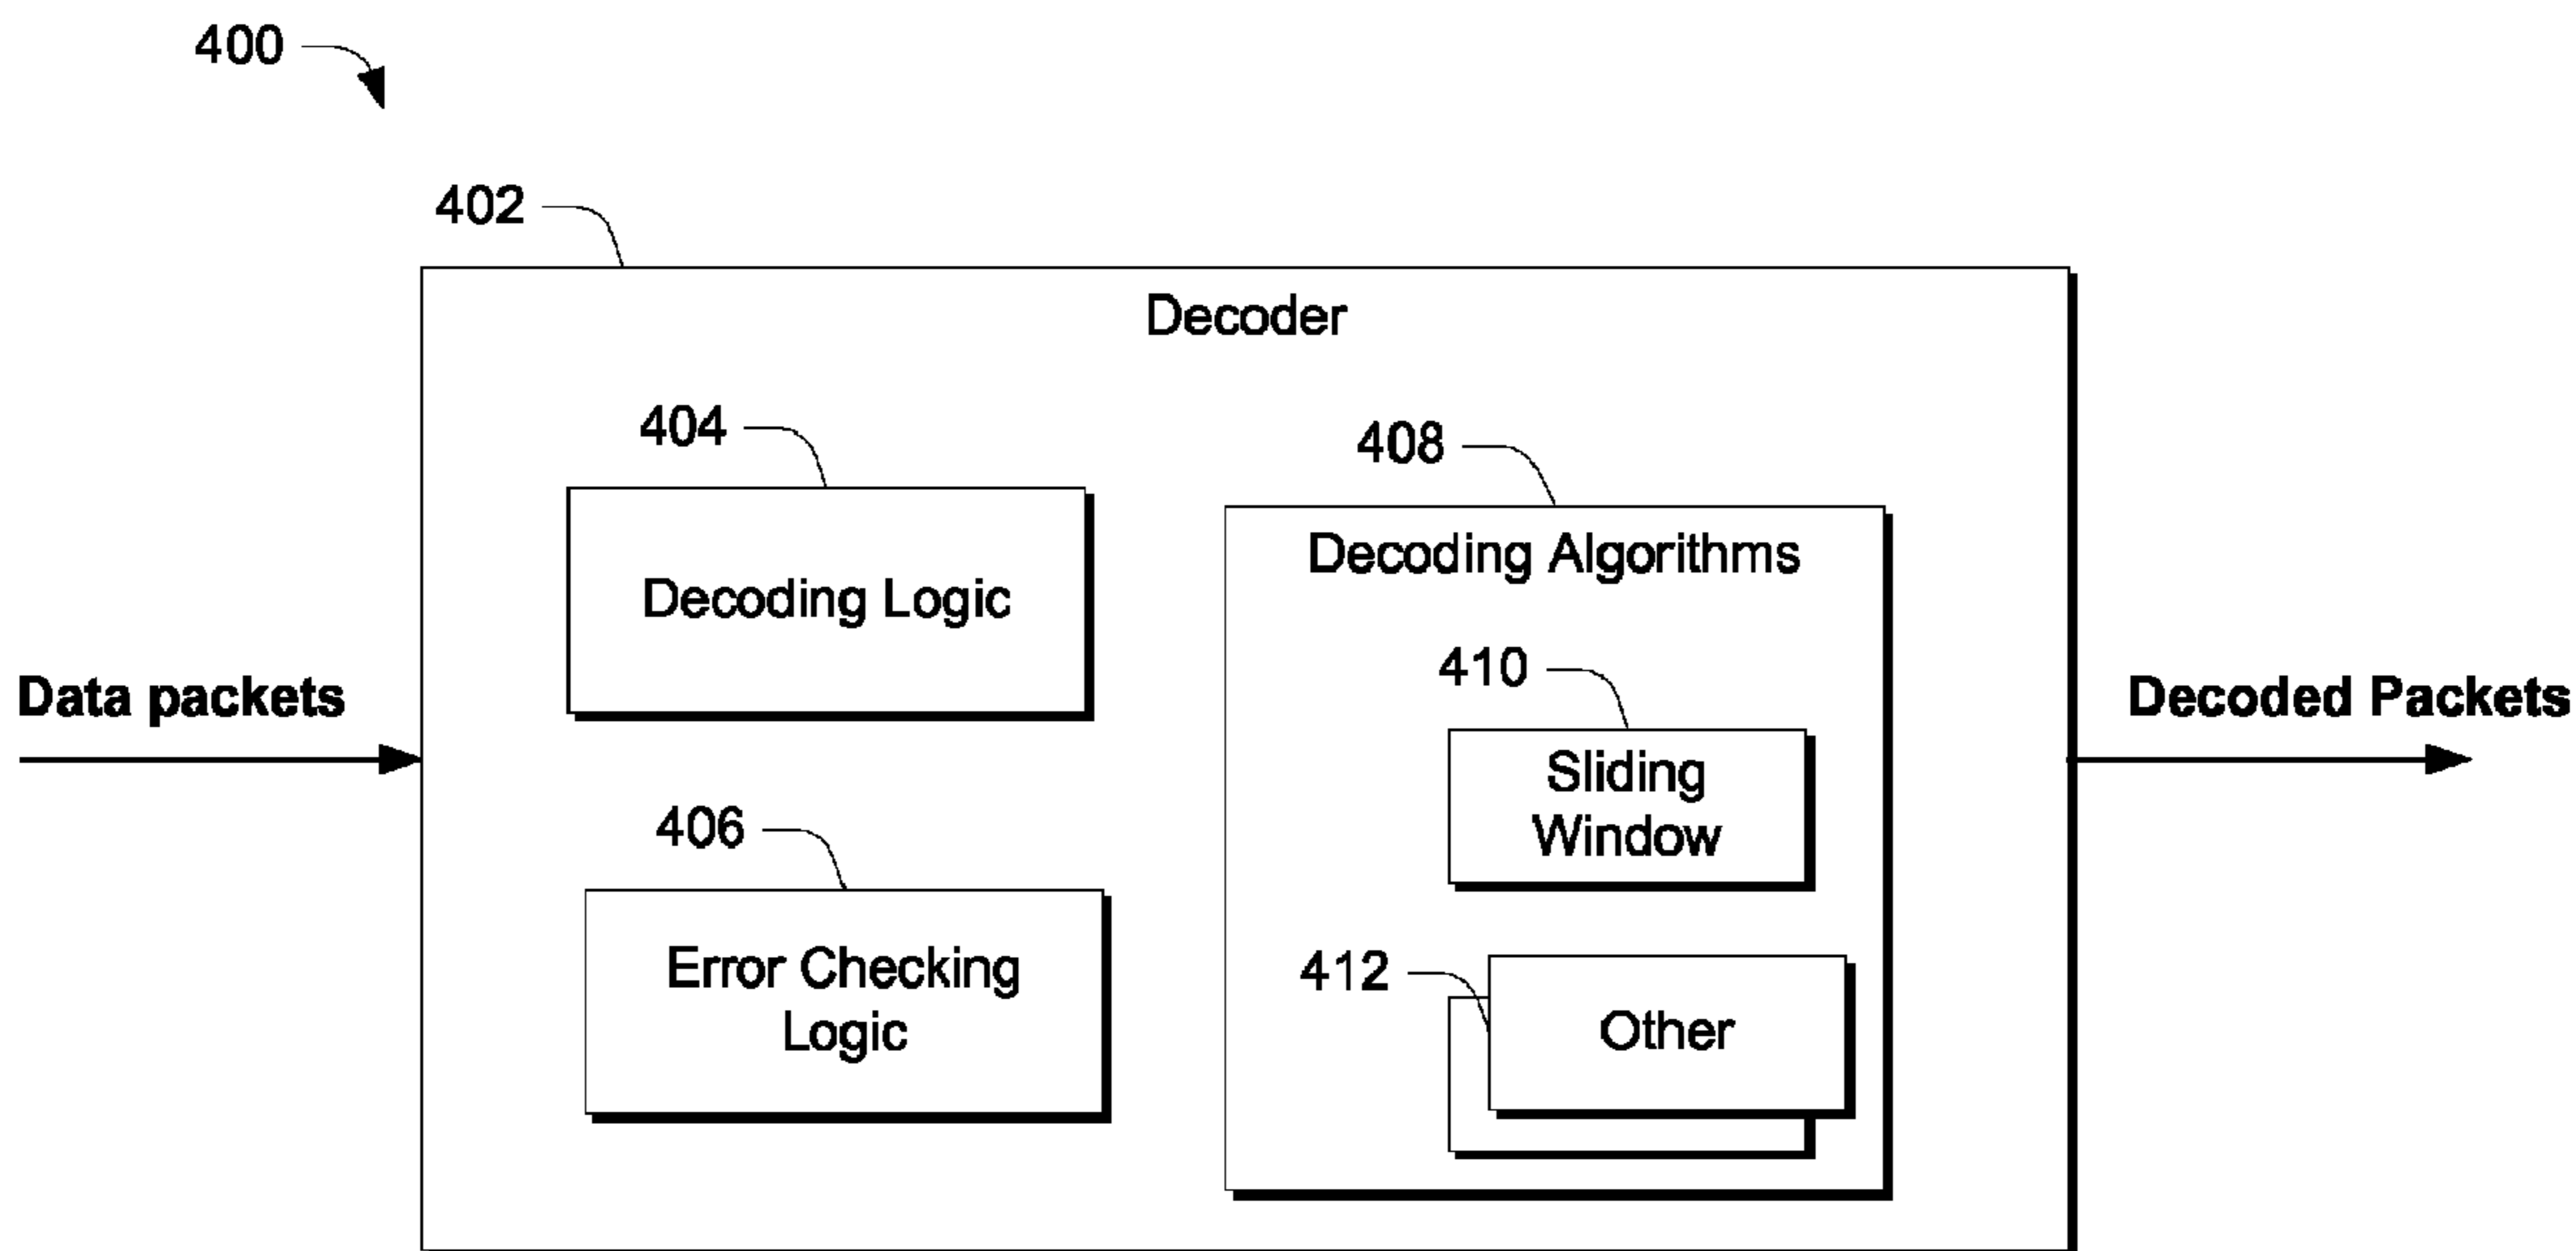 400
402
Decoder
404
408
Decoding Logic
Decoding Algorithms
Data packets
410
Sliding
Window
Decoded Packets
406
Error Checking
Logic
412
Other